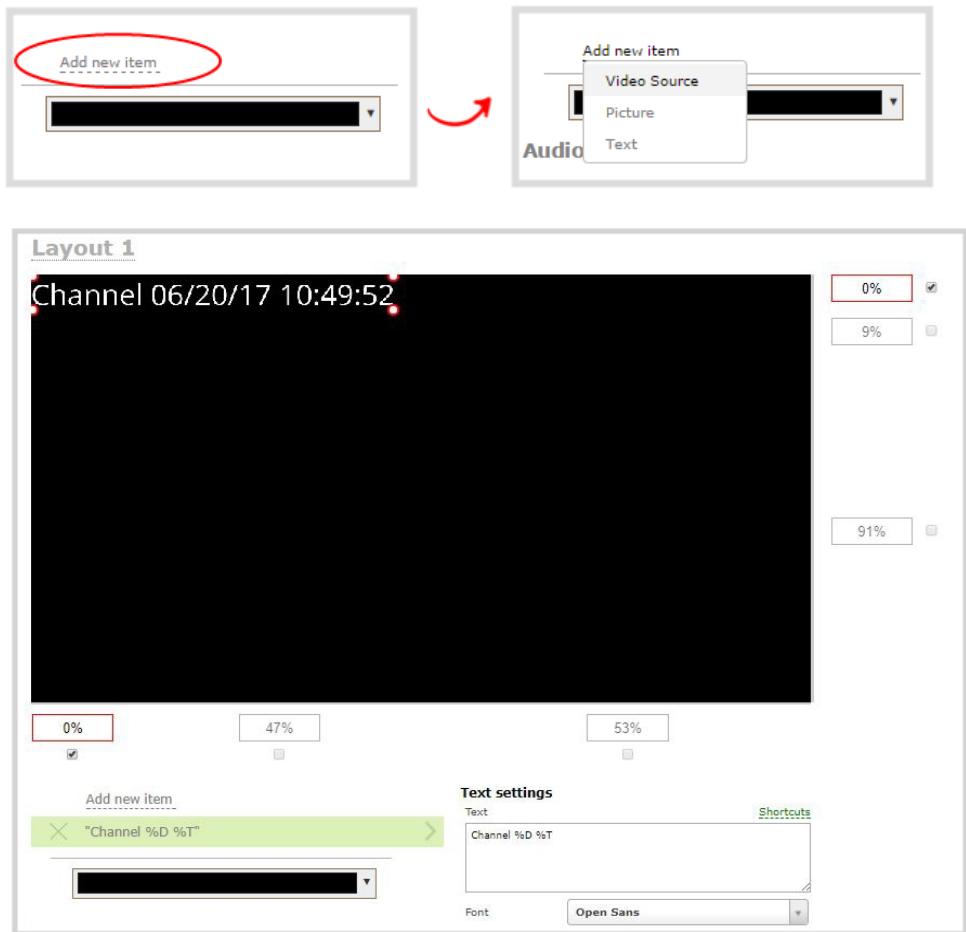 Add new item
Add new item
Video Source
Picture
Text
Audio
Layout 1
Channel 06/20/17 10:49:52
0%
9%
91%
0%
47%
53%
Add new item
"Channel %D %T"
Text settings
Text
Shortcuts
Channel %D %T
Font
Open Sans